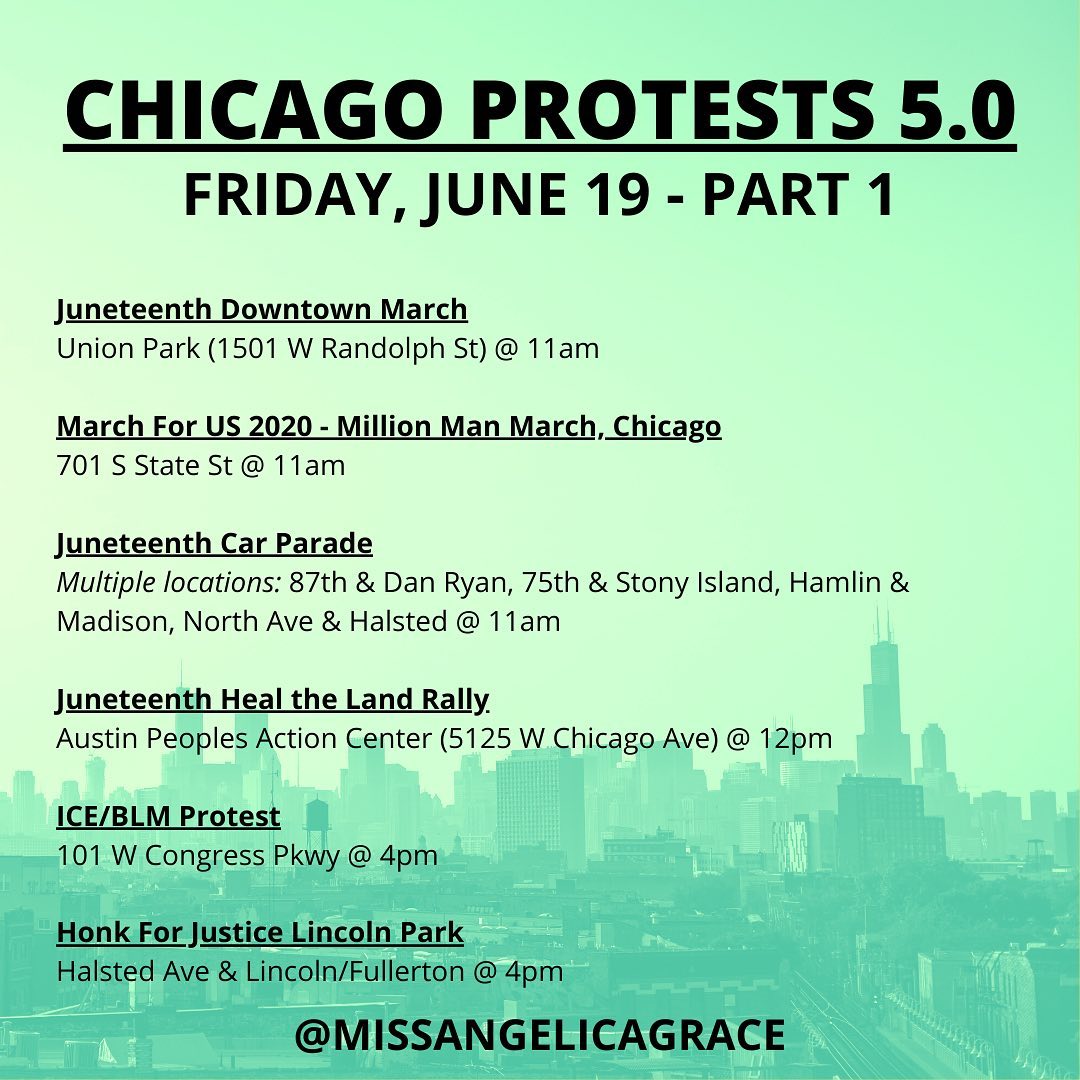 CHICAGO PROTESTS 5.0
FRIDAY, JUNE 19 - PART 1
Juneteenth Downtown March
Union Park (1501 W Randolph St) @ 11am
March For US 2020 - Million Man March, Chicago
701 S State St @ 11am
Juneteenth Car Parade
Multiple locations: 87th & Dan Ryan, 75th & Stony Island, Hamlin &
Madison, North Ave & Halsted @ 11am
Juneteenth Heal the Land Rally
Austin Peoples Action Center (5125 W Chicago Ave) @ 12pm
ICE/BLM Protest
101 W Congress Pkwy @ 4pm
Honk For Justice Lincoln Park
Halsted Ave & Lincoln/Fullerton @ 4pm
@MISSANGELICAGRACE